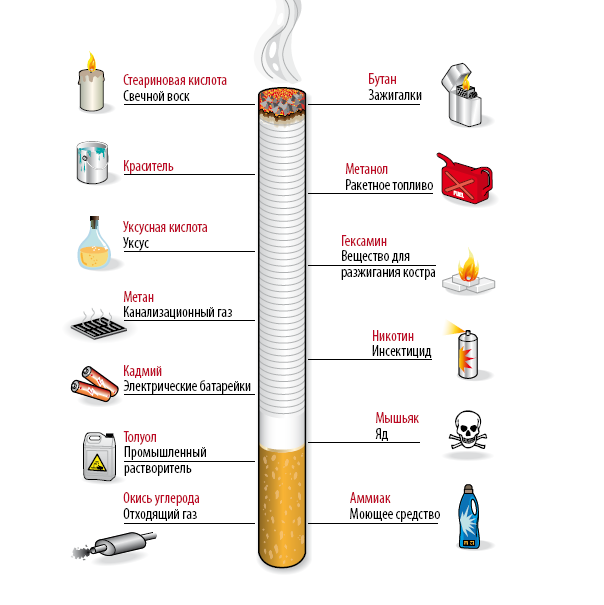 Стеариновая кислота
Свечной воск
Краситель
Уксусная кислота
Уксус
Метан
Канализационный газ
Кадмий
Электрические батарейки
Толуол
Промышленный
растворитель
Окись углерода
Отходящий газ
Бутан
Зажигалки
Метанол
Ракетное топливо
FUEL
Гексамин
Вещество для
разжигания костра
Никотин
Инсектицид
Мышьяк
Яд
Аммиак
Моющее средство